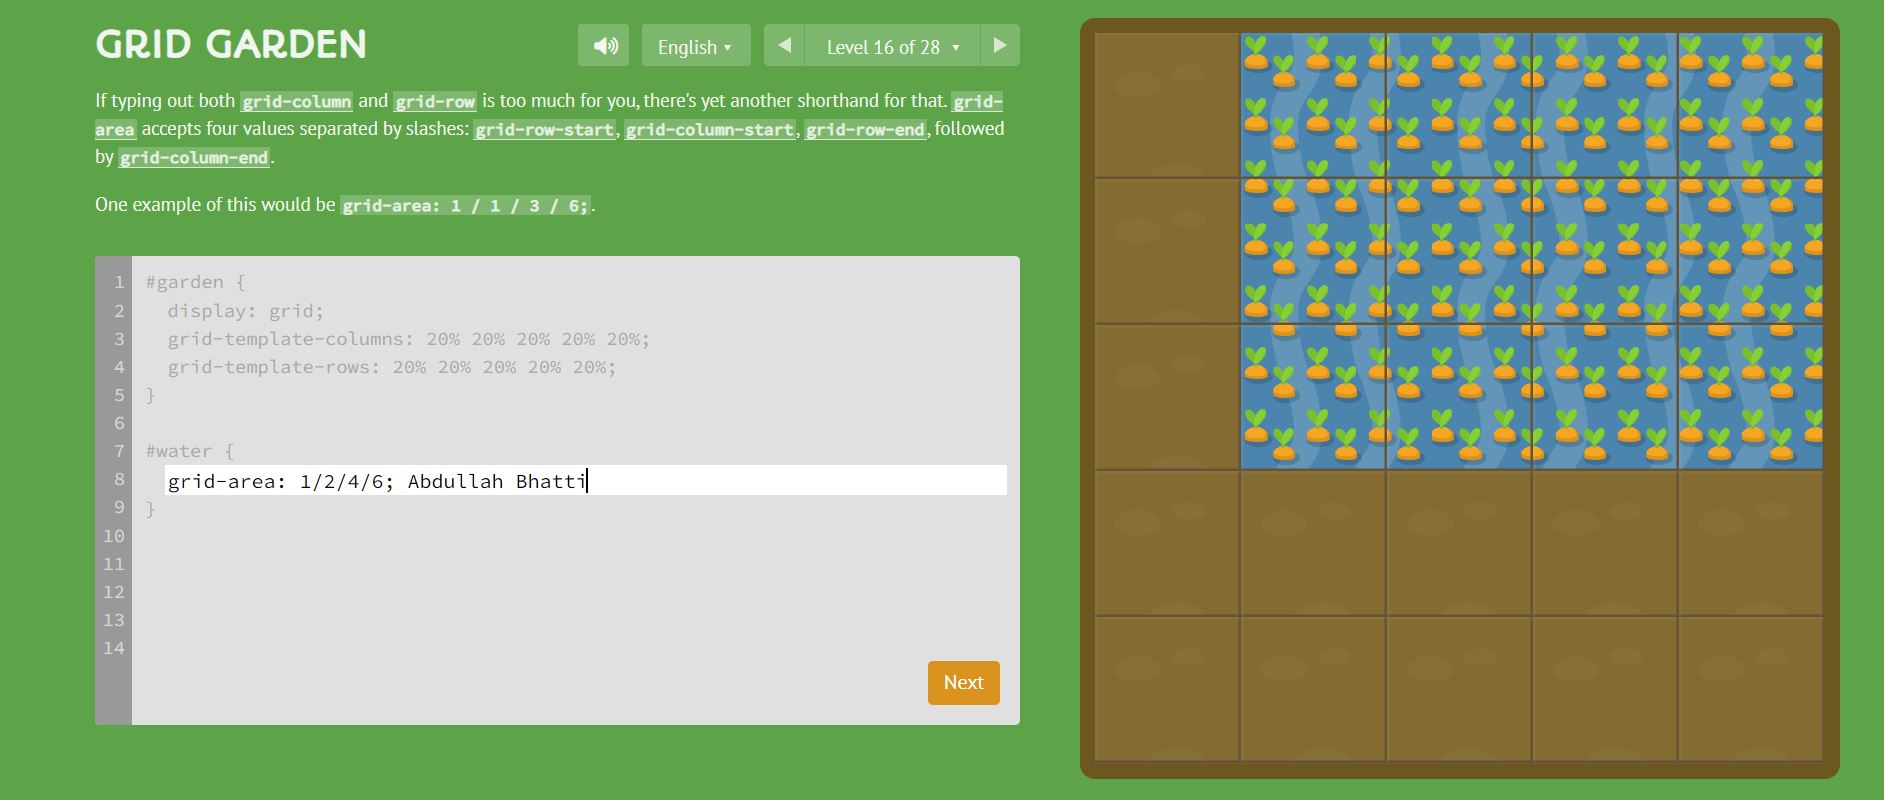 GRID GARDEN
English ▾
Level 16 of 28 ▾
If typing out both grid-column and grid-row is too much for you, there's yet another shorthand for that. grid-
area accepts four values separated by slashes: grid-row-start, grid-column-start, grid-row-end, followed
by grid-column-end.
One example of this would be grid-area: 1 / 1 / 3 / 6;.
1 #garden {
2 display: grid;
3 grid-template-columns: 20% 20% 20% 20% 20%;
4 grid-template-rows: 20% 20% 20% 20% 20%;
5 }
6
7 #water {
8 grid-area: 1/2/4/6; Abdullah Bhatti
9 }
10
11
12
13
14
Next